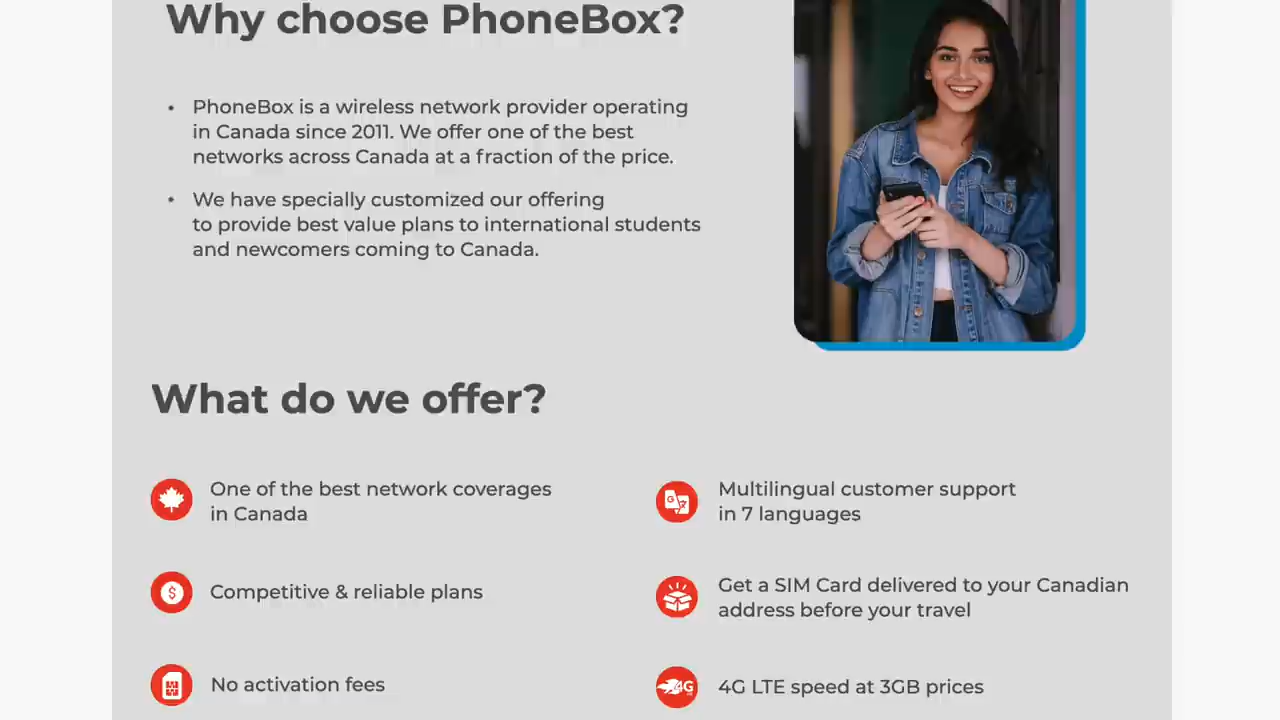 Why choose PhoneBox?
• PhoneBox is a wireless network provider operating
in Canada since 2011. We offer one of the best
networks across Canada at a fraction of the price.
• We have specially customized our offering
to provide best value plans to international students
and newcomers coming to Canada.
What do we offer?
One of the best network coverages
in Canada
Multilingual customer support
in 7 languages
Competitive & reliable plans
Get a SIM Card delivered to your Canadian
address before your travel
No activation fees
4G
4G LTE speed at 3GB prices